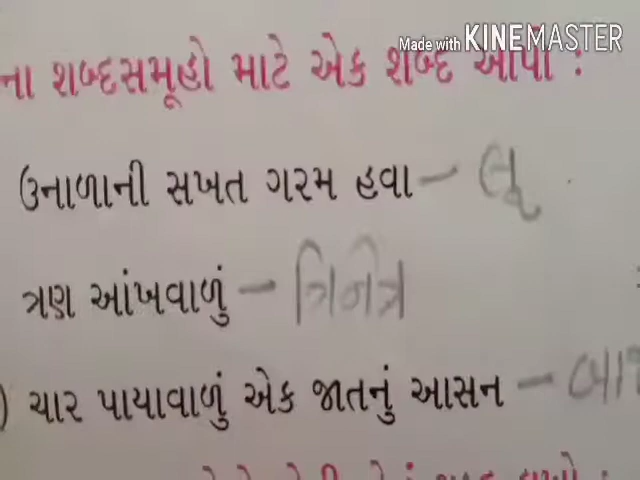 Made with KINEMASTER
ના શબ્દસમૂહો માટે એક શબ્દ આપો :
ઉનાળાની સખત ગરમ હવા – લૂ
ત્રણ આંખવાળું – ત્રિનેત્ર
) ચાર પાયાવાળું એક જાતનું આસન –